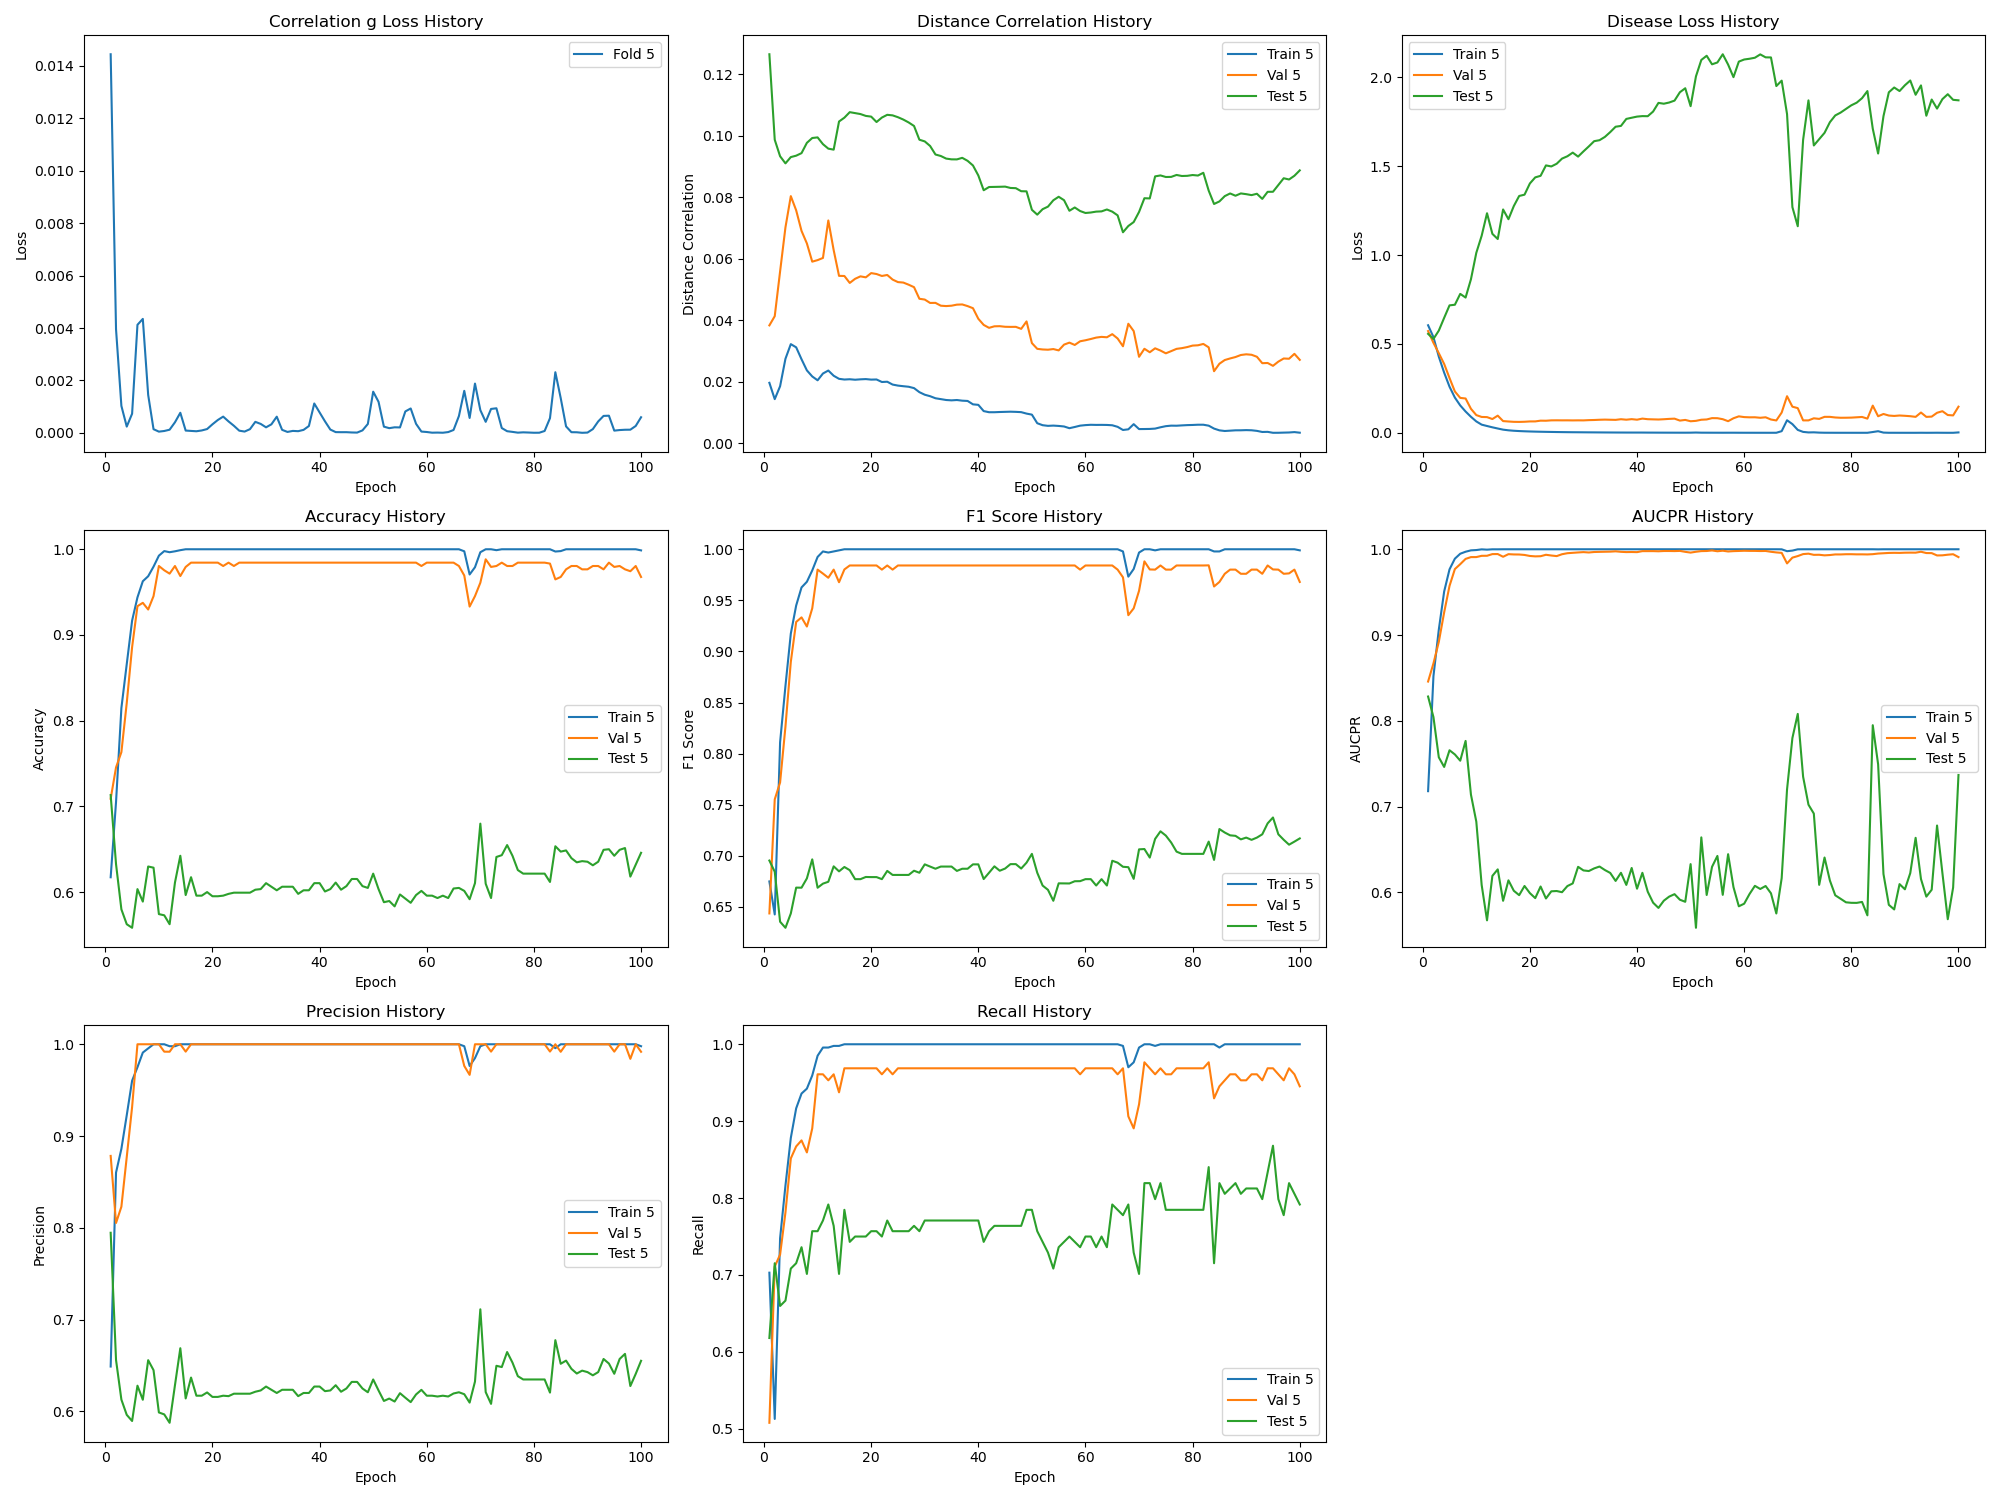 Correlation g Loss History
Loss
0.014
0.012
0.010
0.008
0.006
0.004
0.002
0.000
Fold 5
0 20 40 60 80 100
Epoch
Distance Correlation History
Distance Correlation
0.12
0.10
0.08
0.06
0.04
0.02
0.00
Train 5
Val 5
Test 5
0 20 40 60 80 100
Epoch
Disease Loss History
Loss
2.0
1.5
1.0
0.5
0.0
Train 5
Val 5
Test 5
0 20 40 60 80 100
Epoch
Accuracy History
Accuracy
1.0
0.9
0.8
0.7
0.6
Train 5
Val 5
Test 5
0 20 40 60 80 100
Epoch
F1 Score History
F1 Score
1.00
0.95
0.90
0.85
0.80
0.75
0.70
0.65
Train 5
Val 5
Test 5
0 20 40 60 80 100
Epoch
AUCPR History
AUCPR
1.0
0.9
0.8
0.7
0.6
Train 5
Val 5
Test 5
0 20 40 60 80 100
Epoch
Precision History
Precision
1.0
0.9
0.8
0.7
0.6
Train 5
Val 5
Test 5
0 20 40 60 80 100
Epoch
Recall History
Recall
1.0
0.9
0.8
0.7
0.6
0.5
Train 5
Val 5
Test 5
0 20 40 60 80 100
Epoch